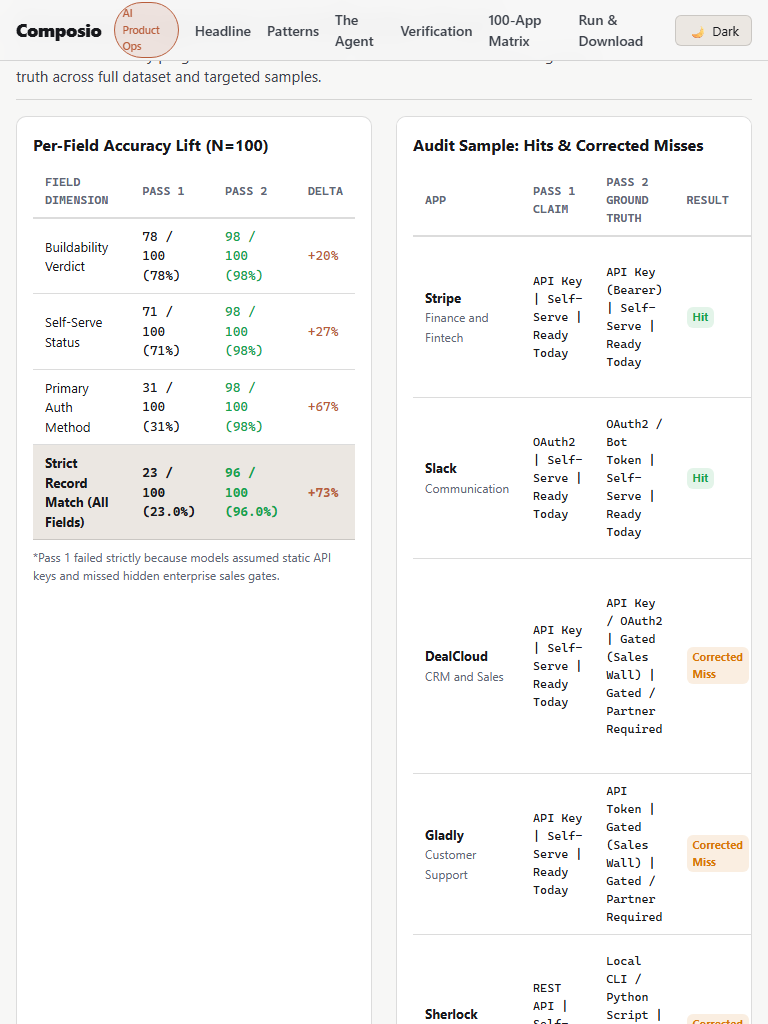 Composio
AI
Product
Ops
Headline
Patterns
The
Agent
Verification
100-App
Matrix
Run &
Download
🌙 Dark
truth across full dataset and targeted samples.
Per-Field Accuracy Lift (N=100)
FIELD
DIMENSION
PASS 1
PASS 2
DELTA
Buildability
Verdict
78 /
100
(78%)
98 /
100
(98%)
+20%
Self-Serve
Status
71 /
100
(71%)
98 /
100
(98%)
+27%
Primary
Auth
Method
31 /
100
(31%)
98 /
100
(98%)
+67%
Strict
Record
Match (All
Fields)
23 /
100
(23.0%)
96 /
100
(96.0%)
+73%
*Pass 1 failed strictly because models assumed static API
keys and missed hidden enterprise sales gates.
Audit Sample: Hits & Corrected Misses
APP
PASS 1
CLAIM
PASS 2
GROUND
TRUTH
RESULT
Stripe
Finance and
Fintech
API Key
| Self-
Serve |
Ready
Today
API Key
(Bearer)
| Self-
Serve |
Ready
Today
Hit
Slack
Communication
OAuth2
| Self-
Serve |
Ready
Today
OAuth2 /
Bot
Token |
Self-
Serve |
Ready
Today
Hit
DealCloud
CRM and Sales
API Key
| Self-
Serve |
Ready
Today
API Key
/ OAuth2
| Gated
(Sales
Wall) |
Gated /
Partner
Required
Corrected
Miss
Gladly
Customer
Support
API Key
| Self-
Serve |
Ready
Today
API
Token |
Gated
(Sales
Wall) |
Gated /
Partner
Required
Corrected
Miss
Sherlock
REST
API |
Self-
Local
CLI /
Python
Script |
Corrected